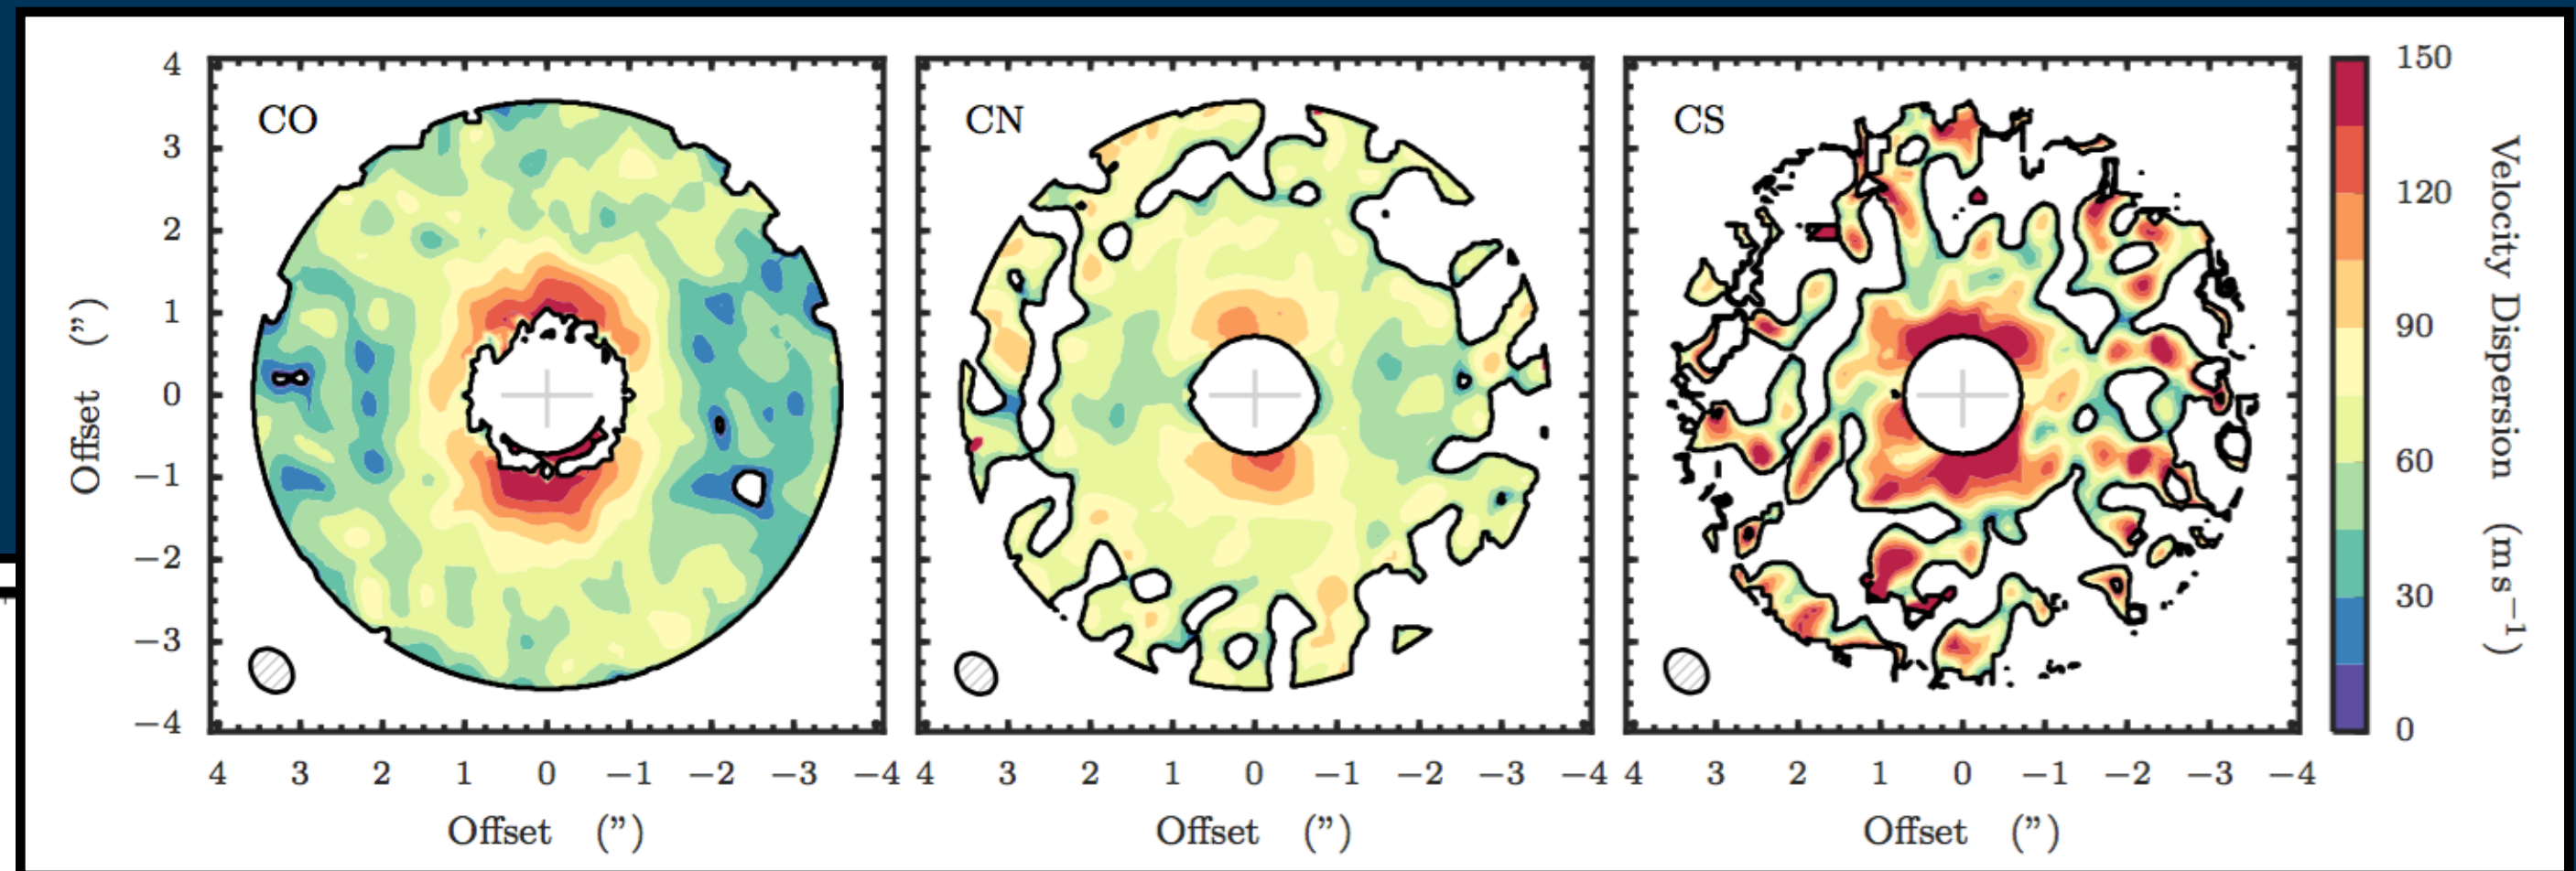 CO
CN
CS
4
3
2
1
0
−1
−2
−3
−4
Offset (”)
4 3 2 1 0 −1 −2 −3 −4
4 3 2 1 0 −1 −2 −3 −4
4 3 2 1 0 −1 −2 −3 −4
Offset (”)
Offset (”)
Offset (”)
150
120
90
60
30
0
Velocity Dispersion (m s⁻¹)